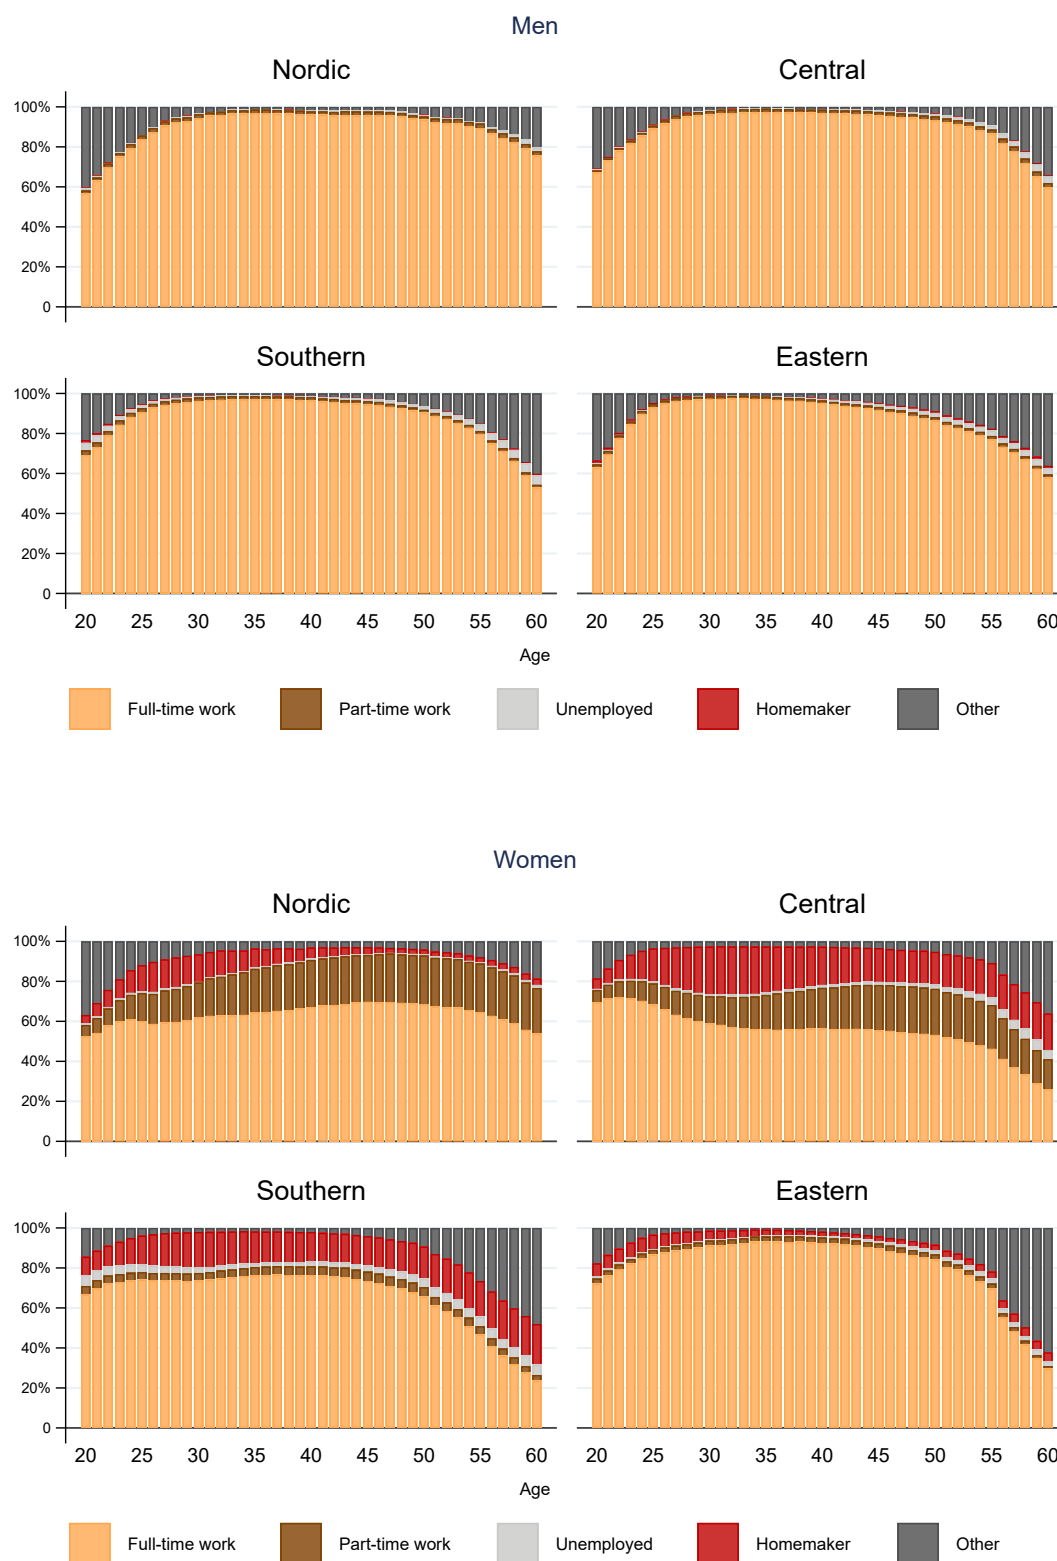 Men
Nordic Central
100%
80%
60%
40%
20%
0
Southern Eastern
100%
80%
60%
40%
20%
0
20 25 30 35 40 45 50 55 60 20 25 30 35 40 45 50 55 60
Age
Full-time work Part-time work Unemployed Homemaker Other
Women
Nordic Central
100%
80%
60%
40%
20%
0
Southern Eastern
100%
80%
60%
40%
20%
0
20 25 30 35 40 45 50 55 60 20 25 30 35 40 45 50 55 60
Age
Full-time work Part-time work Unemployed Homemaker Other